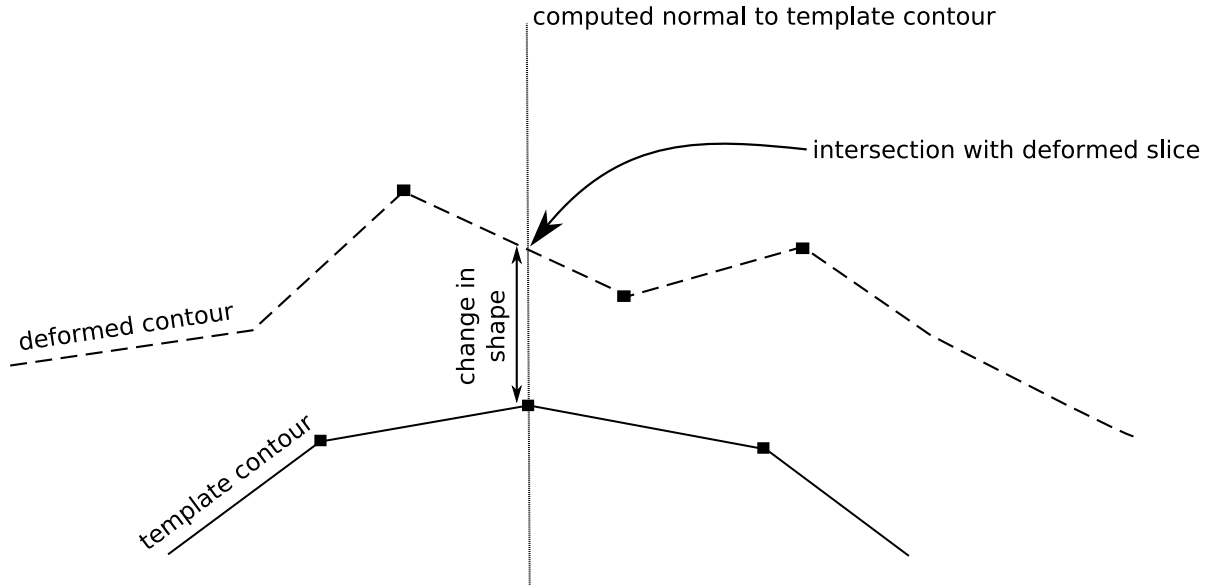 computed normal to template contour
intersection with deformed slice
deformed contour
change in
shape
template contour